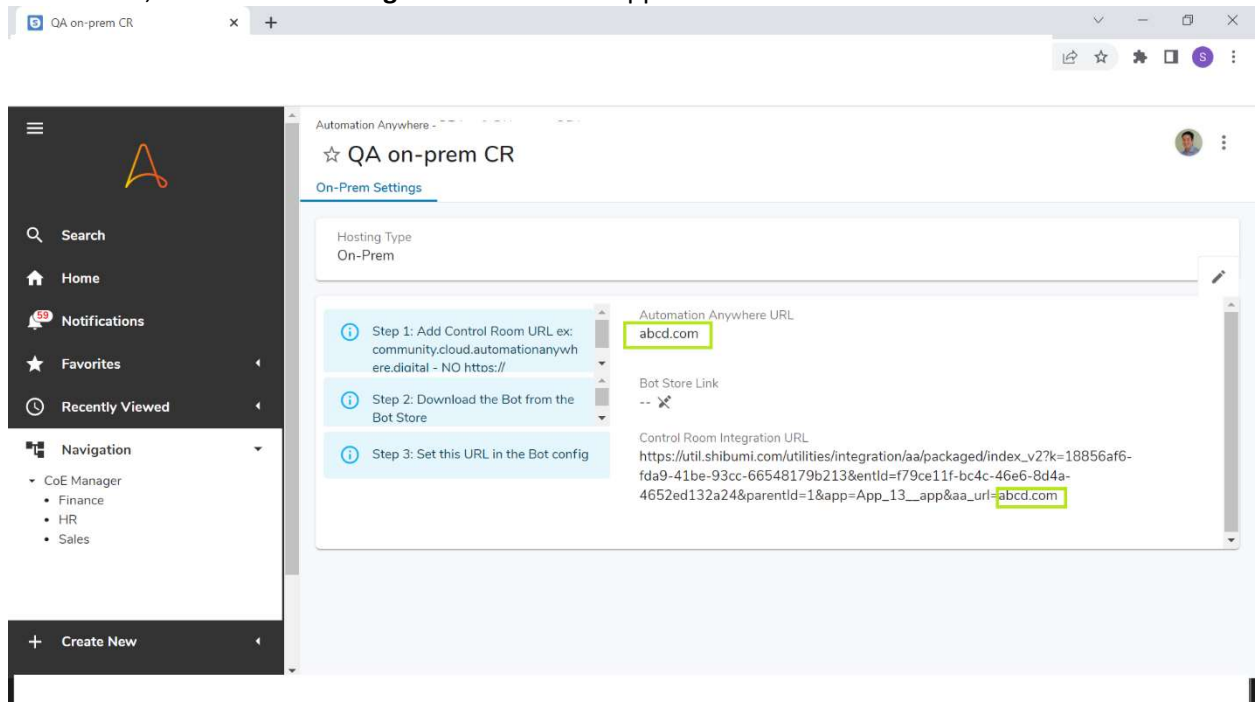 QA on-prem CR
S
Automation Anywhere -
QA on-prem CR
On-Prem Settings
Search
Home
59
Notifications
Favorites
Recently Viewed
Navigation
CoE Manager
Finance
HR
Sales
Create New
Hosting Type
On-Prem
Step 1: Add Control Room URL ex:
community.cloud.automationanywh
ere.digital - NO https://
Step 2: Download the Bot from the
Bot Store
Step 3: Set this URL in the Bot config
Automation Anywhere URL
abcd.com
Bot Store Link
--
Control Room Integration URL
https://util.shibumi.com/utilities/integration/aa/packaged/index_v2?k=18856af6-
fda9-41be-93cc-66548179b213&entId=f79ce11f-bc4c-46e6-8d4a-
4652ed132a24&parentId=1&app=App_13__app&aa_url=abcd.com